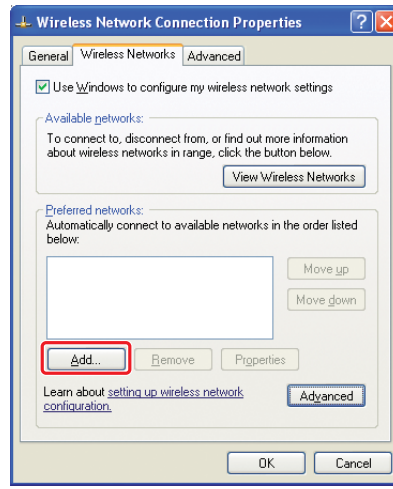 Wireless Network Connection Properties
General Wireless Networks Advanced
Use Windows to configure my wireless network settings
Available networks:
To connect to, disconnect from, or find out more information
about wireless networks in range, click the button below.
View Wireless Networks
Preferred networks:
Automatically connect to available networks in the order listed
below:
Move up
Move down
Add... Remove Properties
Learn about setting up wireless network
configuration.
Advanced
OK Cancel